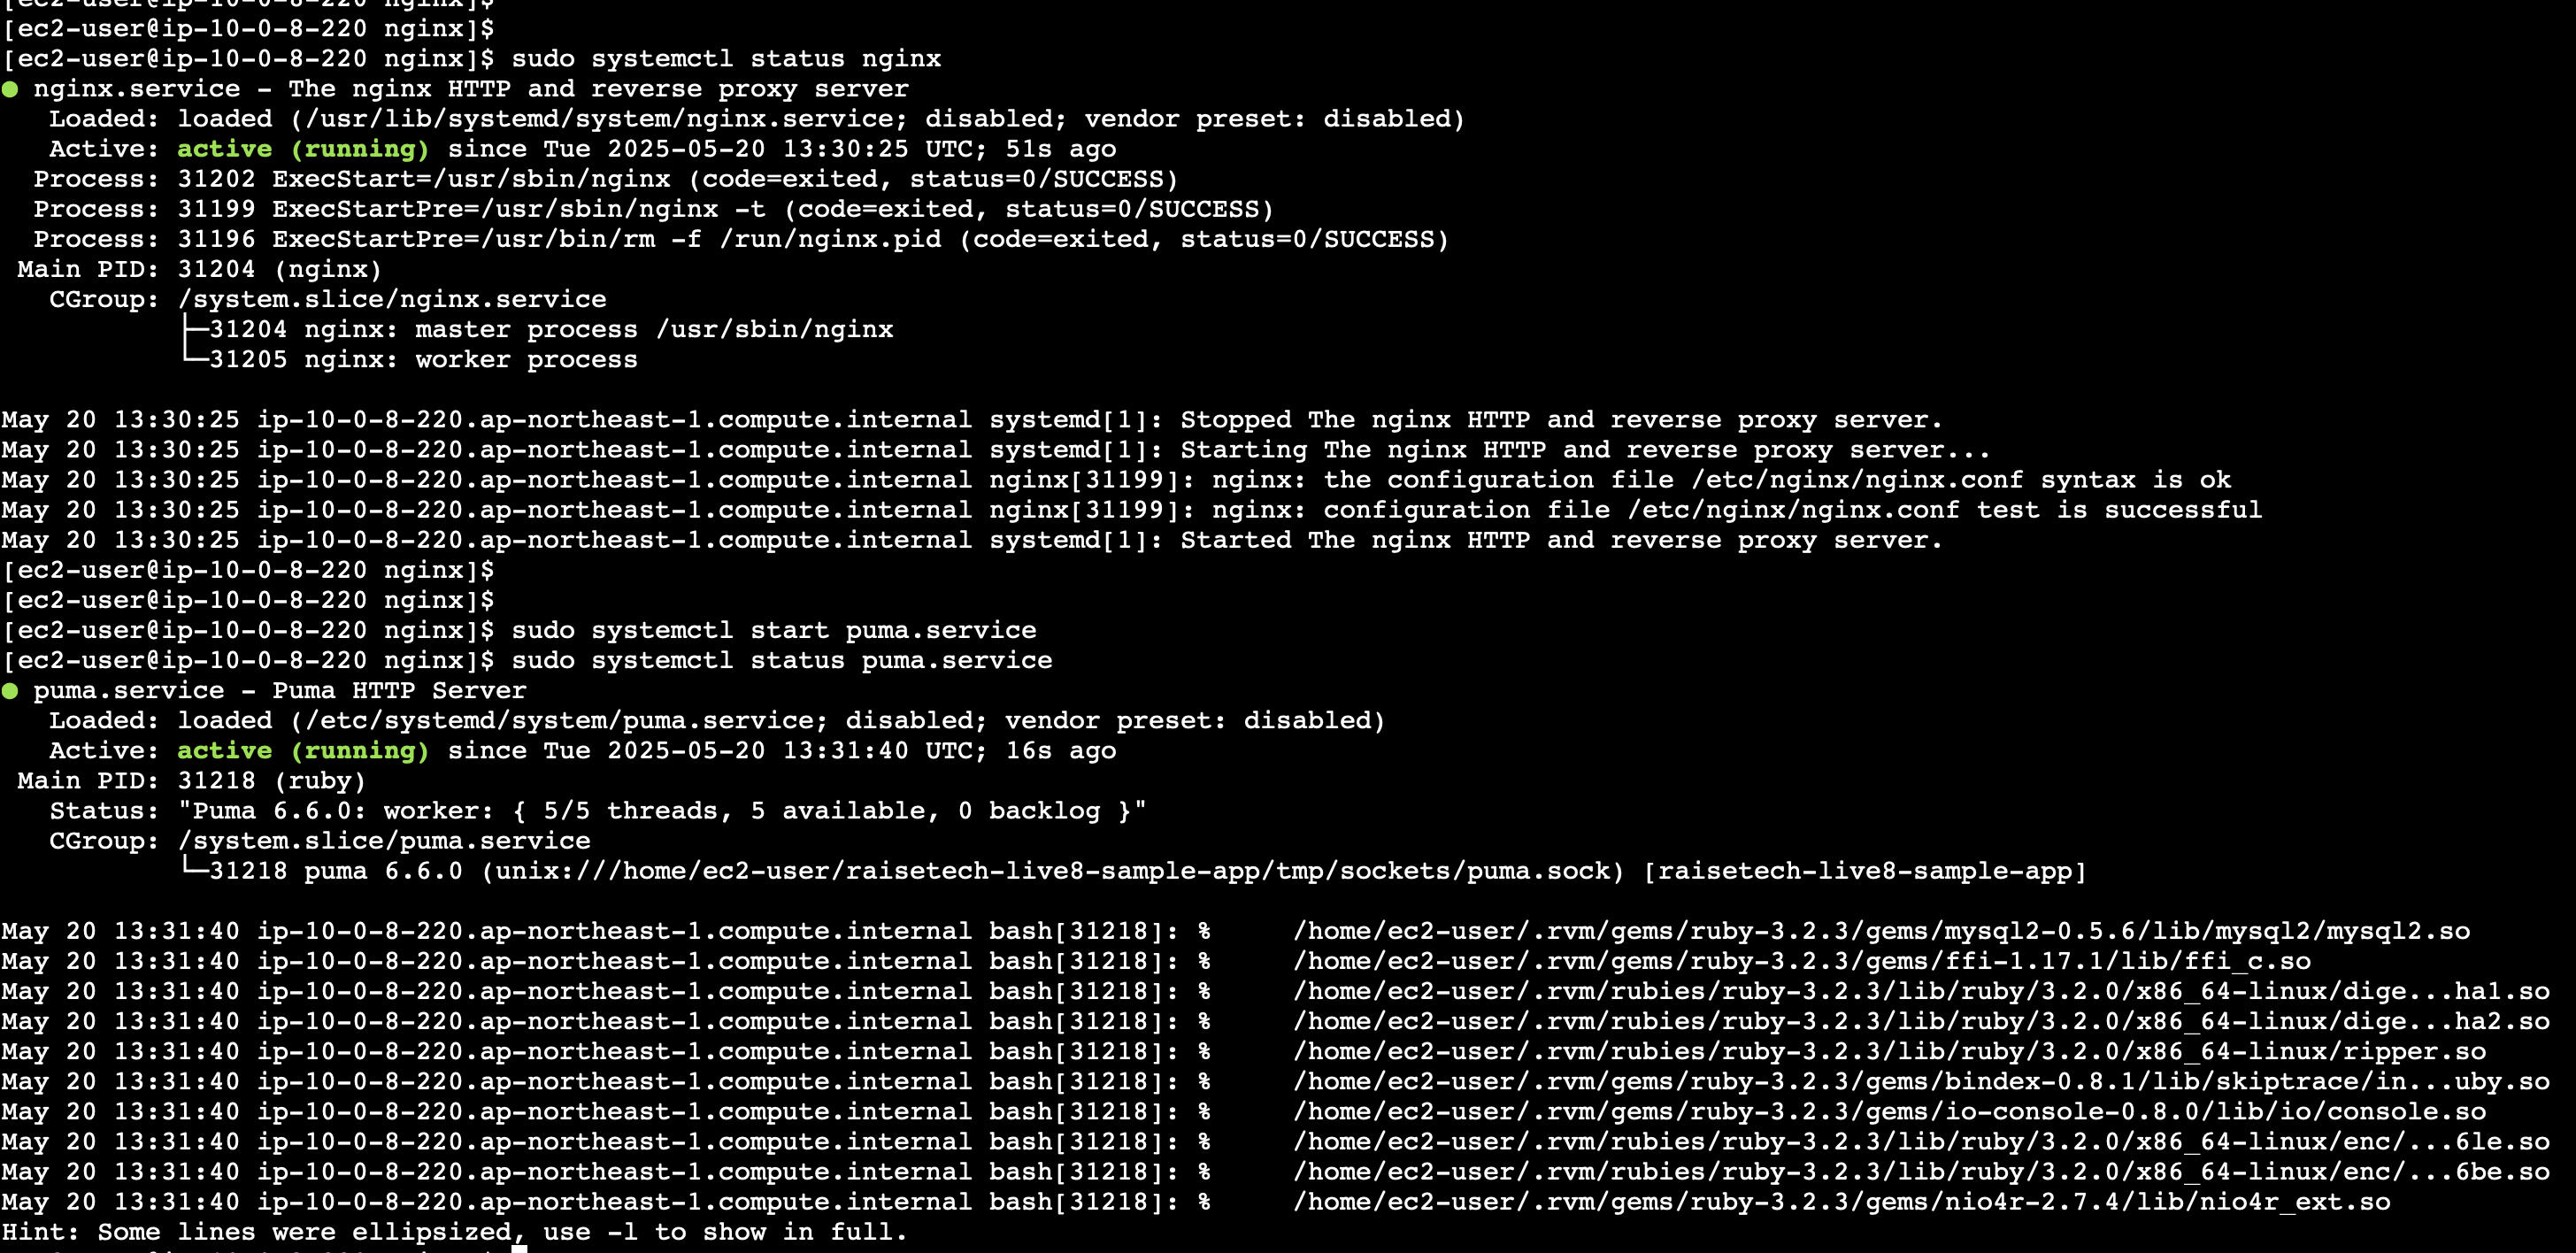 [ec2-user@ip-10-0-8-220 nginx]$
[ec2-user@ip-10-0-8-220 nginx]$
[ec2-user@ip-10-0-8-220 nginx]$ sudo systemctl status nginx
● nginx.service - The nginx HTTP and reverse proxy server
   Loaded: loaded (/usr/lib/systemd/system/nginx.service; disabled; vendor preset: disabled)
   Active: active (running) since Tue 2025-05-20 13:30:25 UTC; 51s ago
  Process: 31202 ExecStart=/usr/sbin/nginx (code=exited, status=0/SUCCESS)
  Process: 31199 ExecStartPre=/usr/sbin/nginx -t (code=exited, status=0/SUCCESS)
  Process: 31196 ExecStartPre=/usr/bin/rm -f /run/nginx.pid (code=exited, status=0/SUCCESS)
 Main PID: 31204 (nginx)
   CGroup: /system.slice/nginx.service
           ├─31204 nginx: master process /usr/sbin/nginx
           └─31205 nginx: worker process
May 20 13:30:25 ip-10-0-8-220.ap-northeast-1.compute.internal systemd[1]: Stopped The nginx HTTP and reverse proxy server.
May 20 13:30:25 ip-10-0-8-220.ap-northeast-1.compute.internal systemd[1]: Starting The nginx HTTP and reverse proxy server...
May 20 13:30:25 ip-10-0-8-220.ap-northeast-1.compute.internal nginx[31199]: nginx: the configuration file /etc/nginx/nginx.conf syntax is ok
May 20 13:30:25 ip-10-0-8-220.ap-northeast-1.compute.internal nginx[31199]: nginx: configuration file /etc/nginx/nginx.conf test is successful
May 20 13:30:25 ip-10-0-8-220.ap-northeast-1.compute.internal systemd[1]: Started The nginx HTTP and reverse proxy server.
[ec2-user@ip-10-0-8-220 nginx]$
[ec2-user@ip-10-0-8-220 nginx]$
[ec2-user@ip-10-0-8-220 nginx]$ sudo systemctl start puma.service
[ec2-user@ip-10-0-8-220 nginx]$ sudo systemctl status puma.service
● puma.service - Puma HTTP Server
   Loaded: loaded (/etc/systemd/system/puma.service; disabled; vendor preset: disabled)
   Active: active (running) since Tue 2025-05-20 13:31:40 UTC; 16s ago
 Main PID: 31218 (ruby)
   Status: "Puma 6.6.0: worker: { 5/5 threads, 5 available, 0 backlog }"
   CGroup: /system.slice/puma.service
           └─31218 puma 6.6.0 (unix:///home/ec2-user/raisetech-live8-sample-app/tmp/sockets/puma.sock) [raisetech-live8-sample-app]
May 20 13:31:40 ip-10-0-8-220.ap-northeast-1.compute.internal bash[31218]: %     /home/ec2-user/.rvm/gems/ruby-3.2.3/gems/mysql2-0.5.6/lib/mysql2/mysql2.so
May 20 13:31:40 ip-10-0-8-220.ap-northeast-1.compute.internal bash[31218]: %     /home/ec2-user/.rvm/gems/ruby-3.2.3/gems/ffi-1.17.1/lib/ffi_c.so
May 20 13:31:40 ip-10-0-8-220.ap-northeast-1.compute.internal bash[31218]: %     /home/ec2-user/.rvm/rubies/ruby-3.2.3/lib/ruby/3.2.0/x86_64-linux/dige...ha1.so
May 20 13:31:40 ip-10-0-8-220.ap-northeast-1.compute.internal bash[31218]: %     /home/ec2-user/.rvm/rubies/ruby-3.2.3/lib/ruby/3.2.0/x86_64-linux/dige...ha2.so
May 20 13:31:40 ip-10-0-8-220.ap-northeast-1.compute.internal bash[31218]: %     /home/ec2-user/.rvm/rubies/ruby-3.2.3/lib/ruby/3.2.0/x86_64-linux/ripper.so
May 20 13:31:40 ip-10-0-8-220.ap-northeast-1.compute.internal bash[31218]: %     /home/ec2-user/.rvm/gems/ruby-3.2.3/gems/bindex-0.8.1/lib/skiptrace/in...uby.so
May 20 13:31:40 ip-10-0-8-220.ap-northeast-1.compute.internal bash[31218]: %     /home/ec2-user/.rvm/gems/ruby-3.2.3/gems/io-console-0.8.0/lib/io/console.so
May 20 13:31:40 ip-10-0-8-220.ap-northeast-1.compute.internal bash[31218]: %     /home/ec2-user/.rvm/rubies/ruby-3.2.3/lib/ruby/3.2.0/x86_64-linux/enc/...6le.so
May 20 13:31:40 ip-10-0-8-220.ap-northeast-1.compute.internal bash[31218]: %     /home/ec2-user/.rvm/rubies/ruby-3.2.3/lib/ruby/3.2.0/x86_64-linux/enc/...6be.so
May 20 13:31:40 ip-10-0-8-220.ap-northeast-1.compute.internal bash[31218]: %     /home/ec2-user/.rvm/gems/ruby-3.2.3/gems/nio4r-2.7.4/lib/nio4r_ext.so
Hint: Some lines were ellipsized, use -l to show in full.